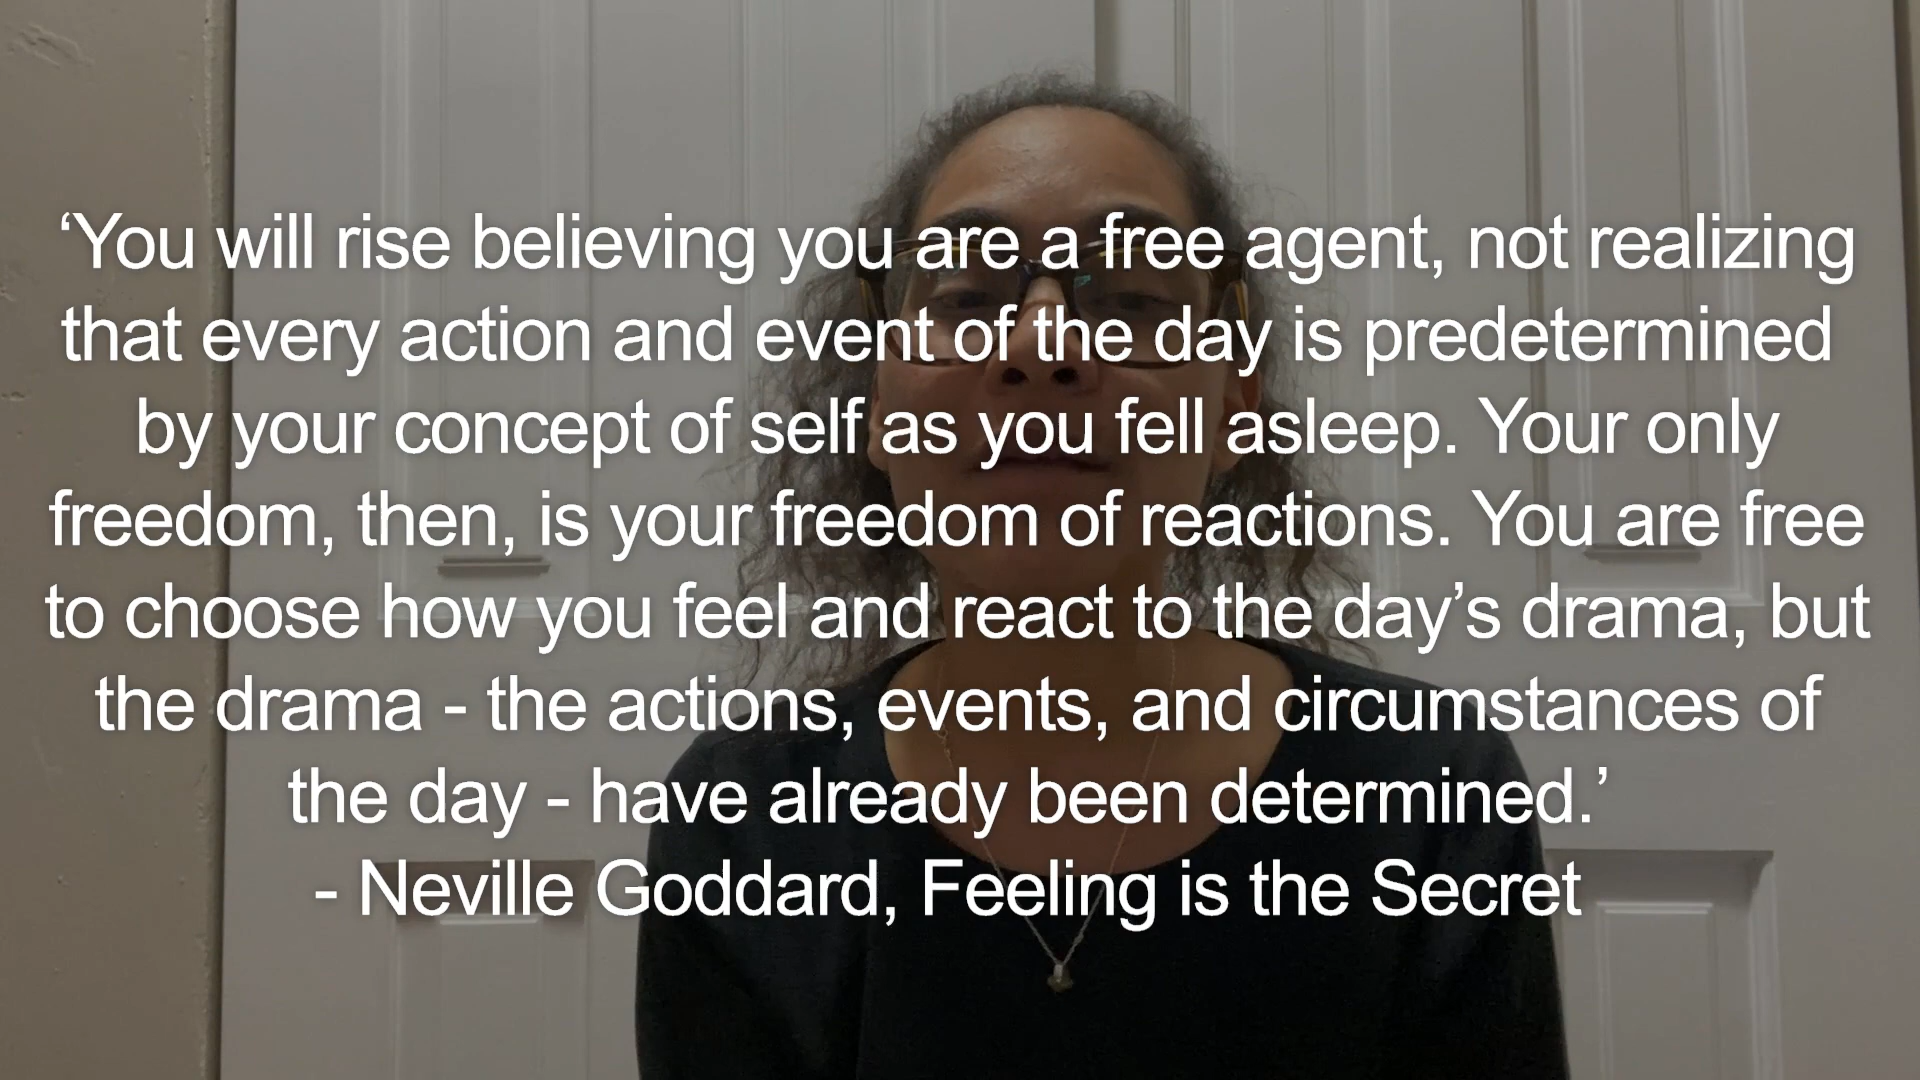 ‘You will rise believing you are a free agent, not realizing
that every action and event of the day is predetermined
by your concept of self as you fell asleep. Your only
freedom, then, is your freedom of reactions. You are free
to choose how you feel and react to the day’s drama, but
the drama - the actions, events, and circumstances of
the day - have already been determined.’
- Neville Goddard, Feeling is the Secret